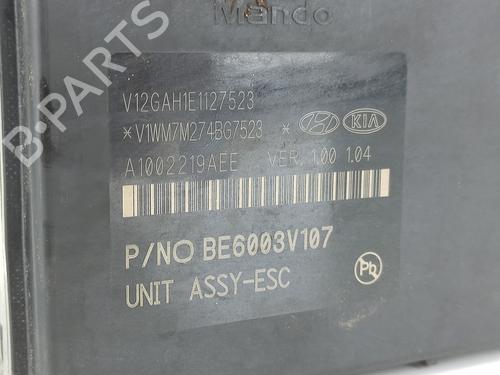 Mando
V12GAH1E1127523
*V1WM7M274BG7523 * KIA
A1002219AEE VER. 1.00 1.04
P/NO BE6003V107
UNIT ASSY-ESC
Pb
B-PARTS